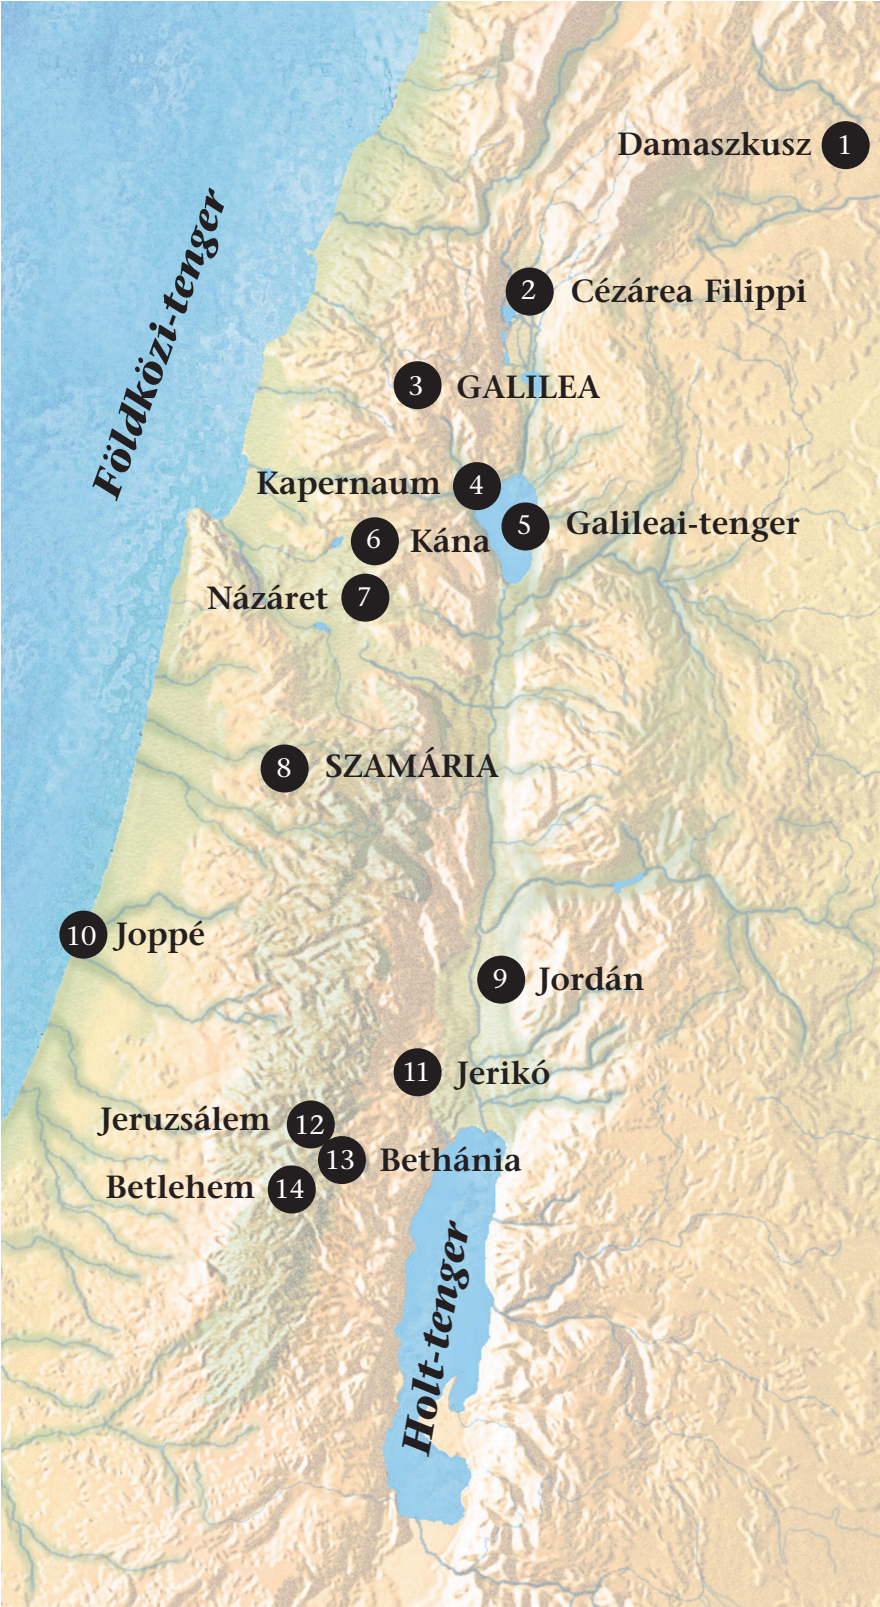 Damaszkusz 1
Földközi-tenger
2 Cézárea Filippi
3 GALILEA
Kapernaum 4
5 Galileai-tenger
6 Kána
Názáret 7
8 SZAMÁRIA
10 Joppé
9 Jordán
11 Jerikó
Jeruzsálem 12
13 Bethánia
Betlehem 14
Holt-tenger